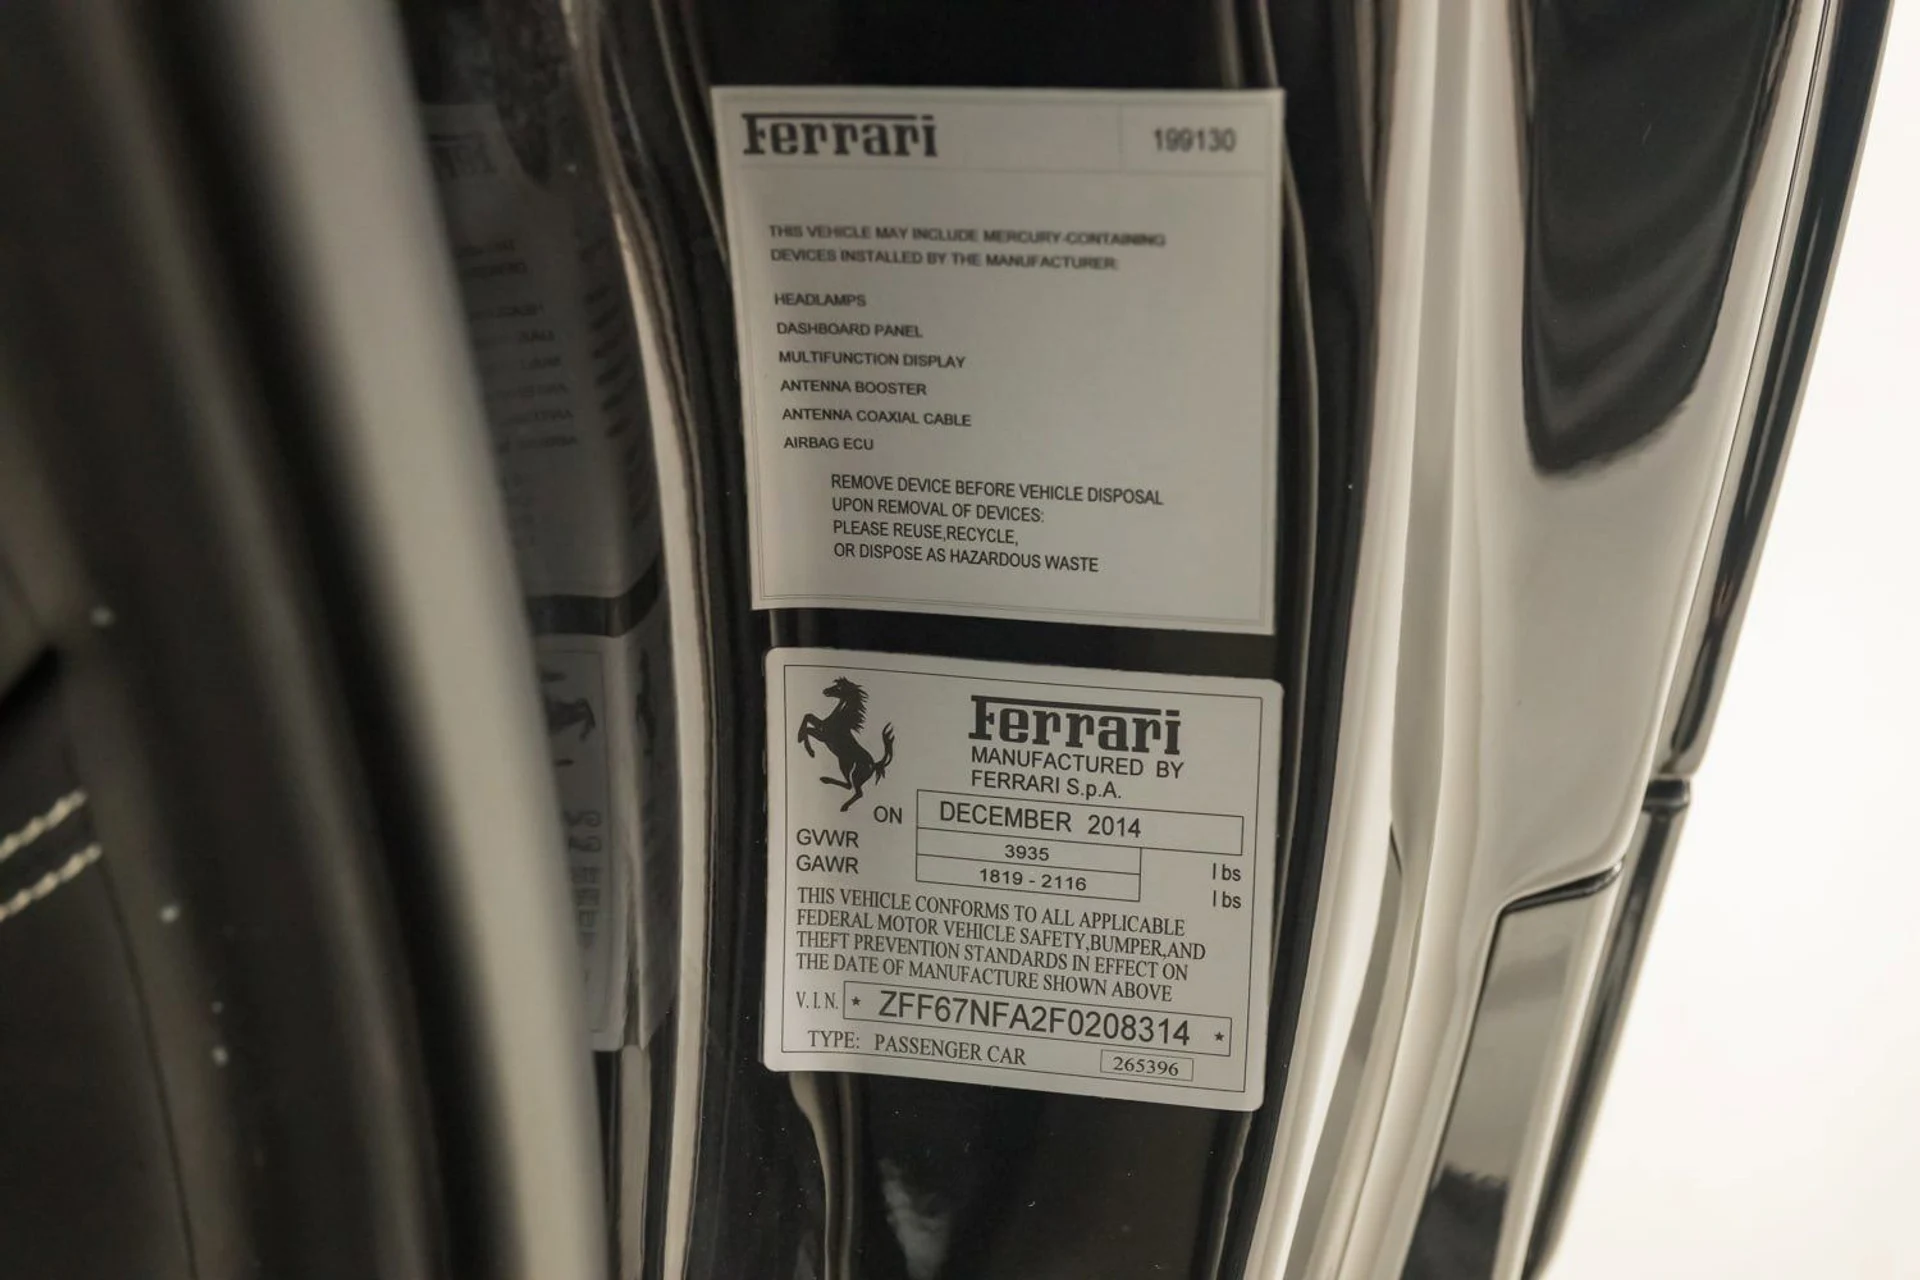 Ferrari 199130
THIS VEHICLE MAY INCLUDE MERCURY-CONTAINING
DEVICES INSTALLED BY THE MANUFACTURER:
HEADLAMPS
DASHBOARD PANEL
MULTIFUNCTION DISPLAY
ANTENNA BOOSTER
ANTENNA COAXIAL CABLE
AIRBAG ECU
REMOVE DEVICE BEFORE VEHICLE DISPOSAL
UPON REMOVAL OF DEVICES:
PLEASE REUSE,RECYCLE,
OR DISPOSE AS HAZARDOUS WASTE
Ferrari
MANUFACTURED BY
FERRARI S.p.A.
ON DECEMBER 2014
GVWR 3935 lbs
GAWR 1819 - 2116 lbs
THIS VEHICLE CONFORMS TO ALL APPLICABLE
FEDERAL MOTOR VEHICLE SAFETY,BUMPER,AND
THEFT PREVENTION STANDARDS IN EFFECT ON
THE DATE OF MANUFACTURE SHOWN ABOVE
V.I.N. * ZFF67NFA2F0208314 *
TYPE: PASSENGER CAR 265396